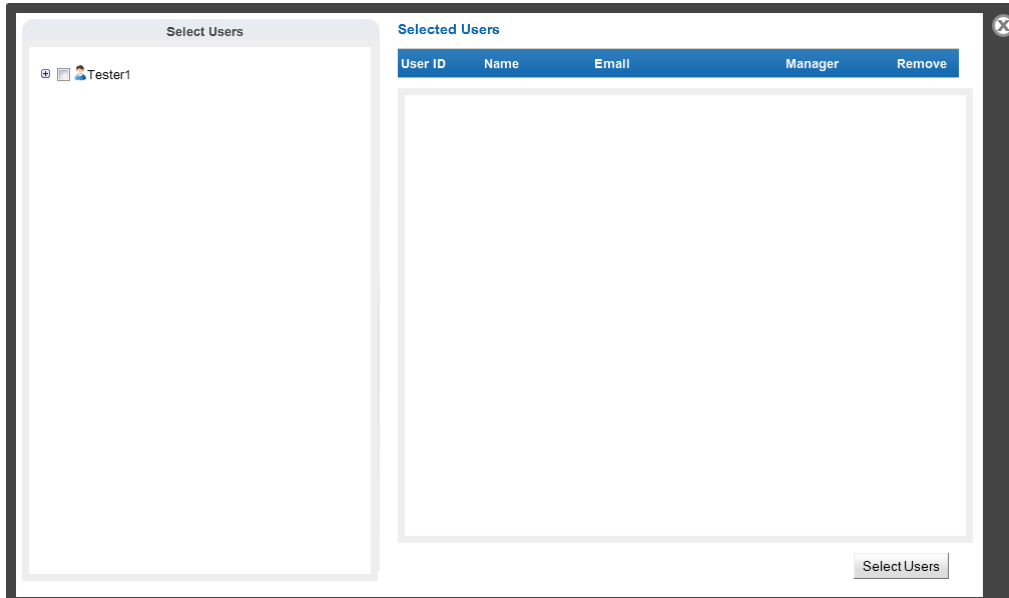 Select Users
Tester1
Selected Users
User ID Name Email Manager Remove
Select Users